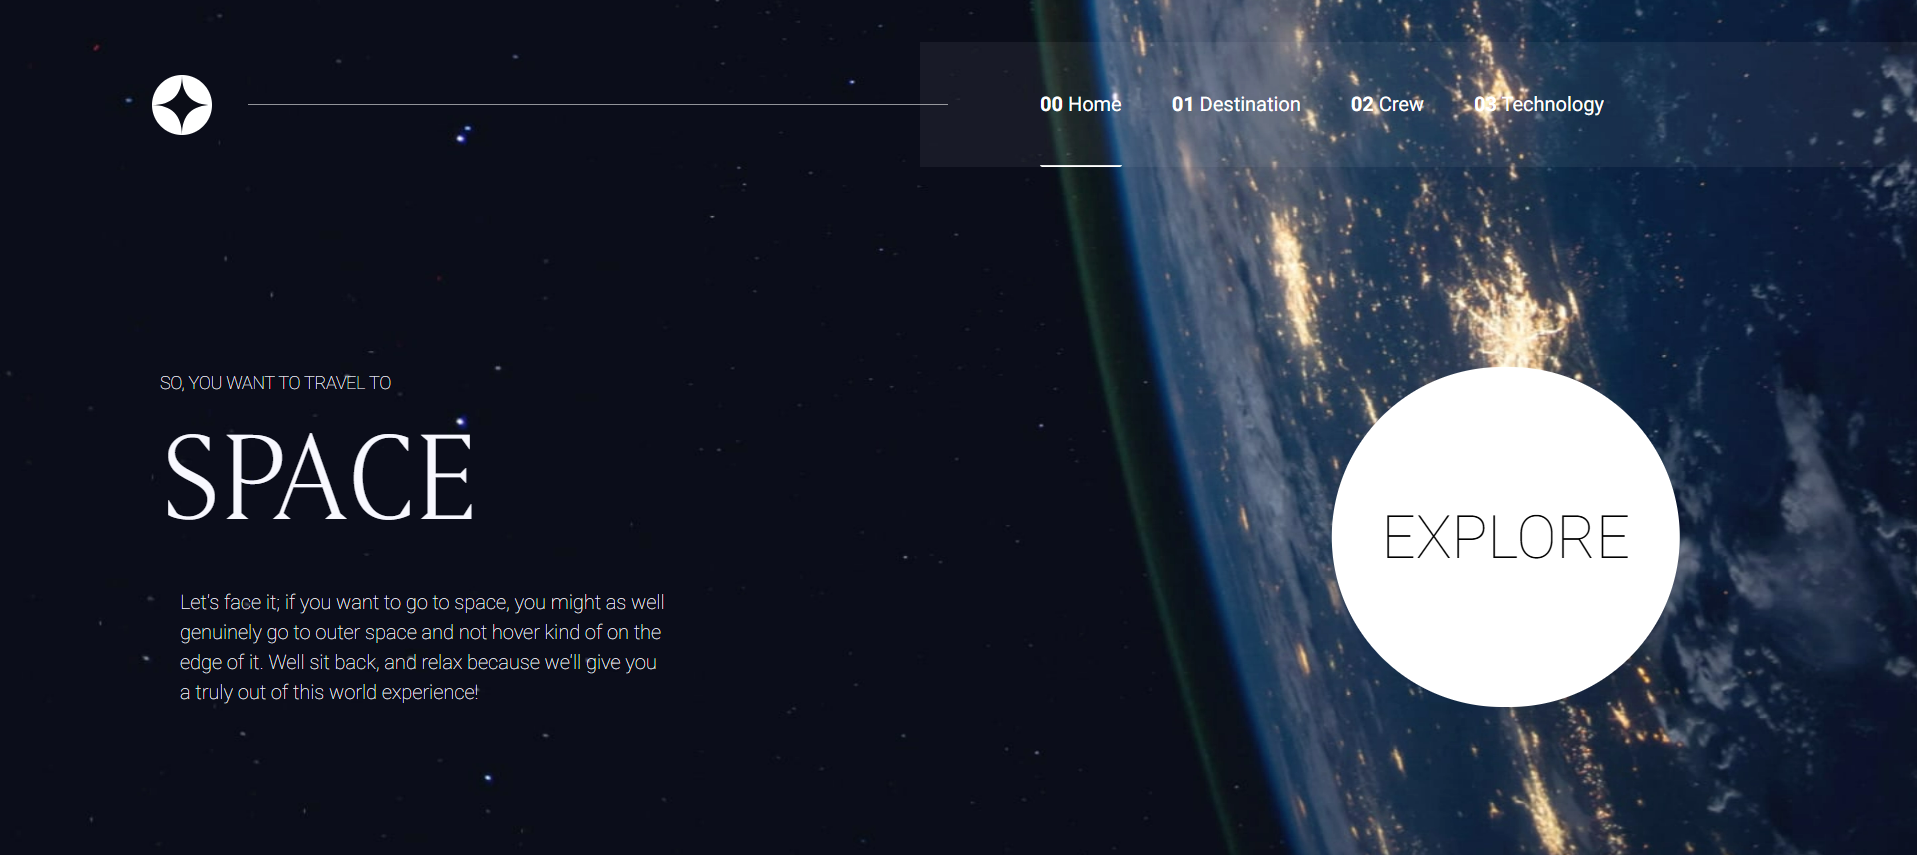 00 Home 01 Destination 02 Crew 03 Technology
SO, YOU WANT TO TRAVEL TO
SPACE
Let's face it; if you want to go to space, you might as well
genuinely go to outer space and not hover kind of on the
edge of it. Well sit back, and relax because we'll give you
a truly out of this world experience!
EXPLORE